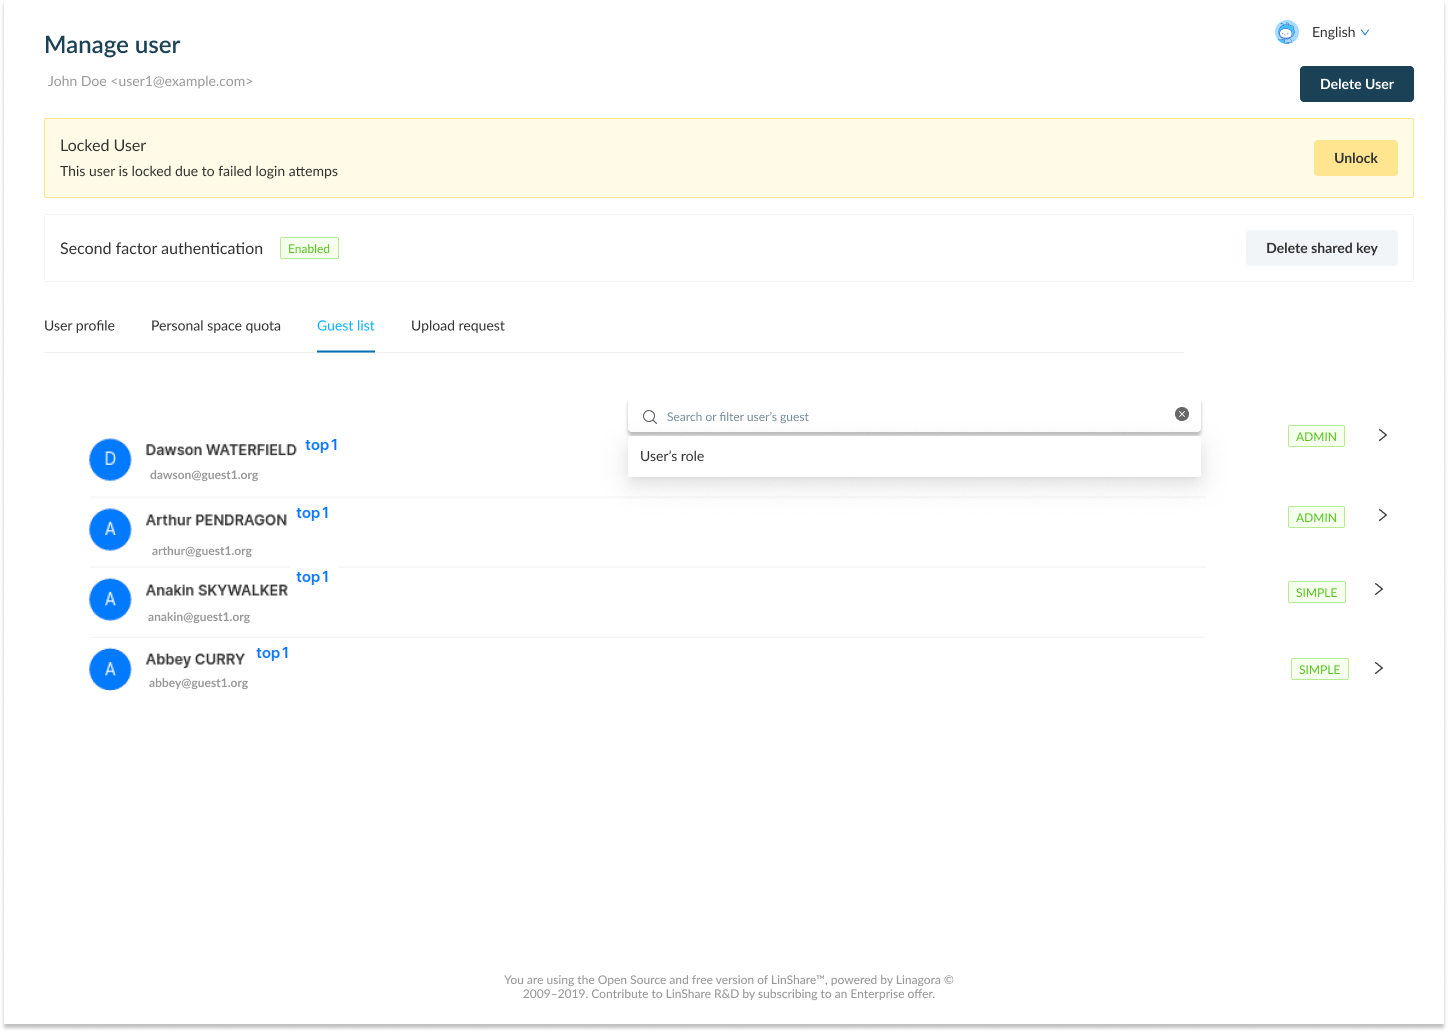 Manage user
English
John Doe <user1@example.com>
Delete User
Locked User
This user is locked due to failed login attemps
Unlock
Second factor authentication Enabled
Delete shared key
User profile Personal space quota Guest list Upload request
Search or filter user's guest
User's role
Dawson WATERFIELD top1
dawson@guest1.org
ADMIN
Arthur PENDRAGON top1
arthur@guest1.org
ADMIN
Anakin SKYWALKER top1
anakin@guest1.org
SIMPLE
Abbey CURRY top1
abbey@guest1.org
SIMPLE
D
A
A
A
You are using the Open Source and free version of LinShare™, powered by Linagora ©
2009–2019. Contribute to LinShare R&D by subscribing to an Enterprise offer.